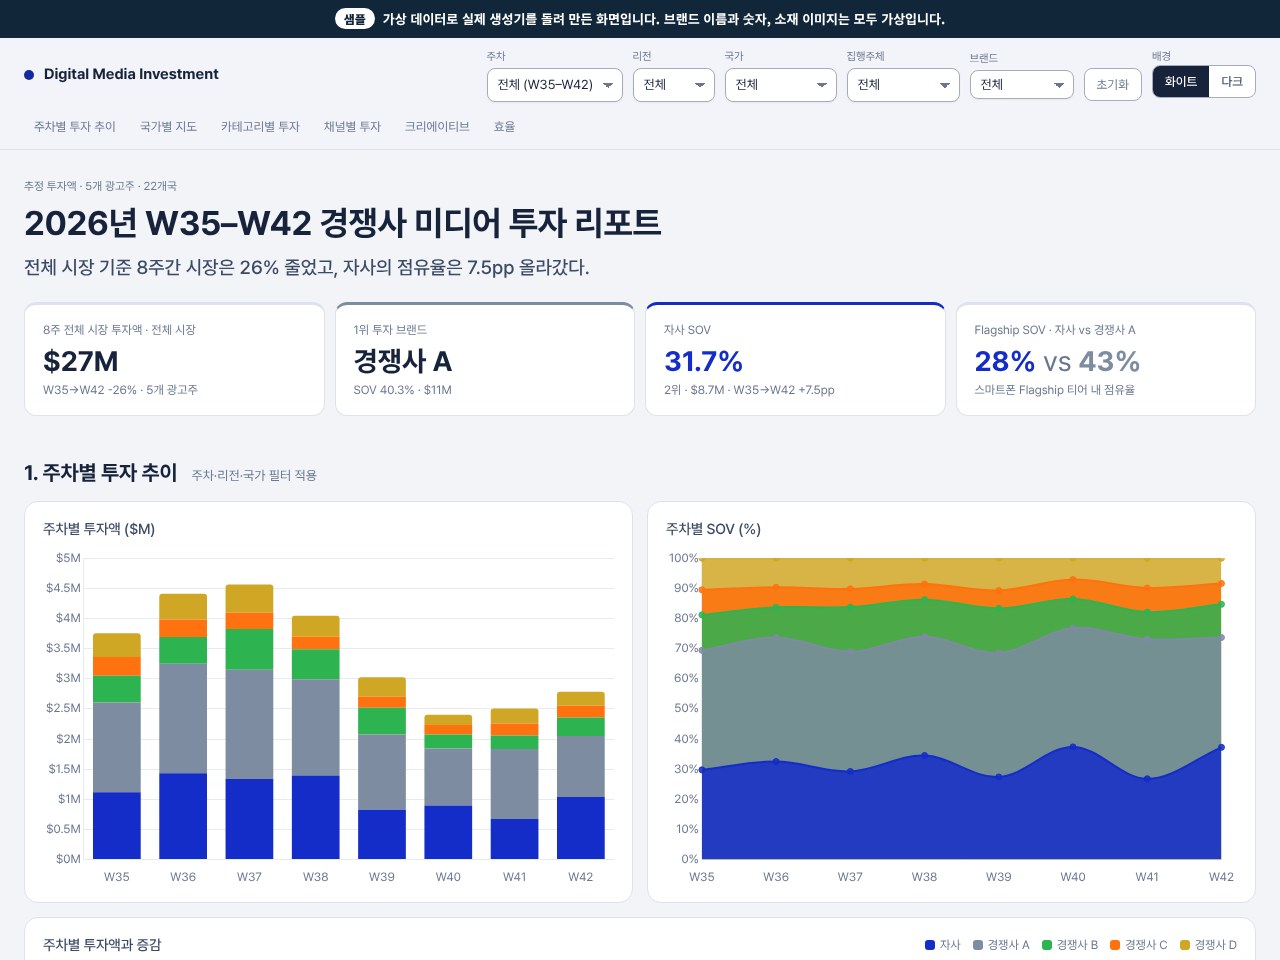 샘플 가상 데이터로 실제 생성기를 돌려 만든 화면입니다. 브랜드 이름과 숫자, 소재 이미지는 모두 가상입니다.
Digital Media Investment
주차 리전 국가 집행주체 브랜드 배경
전체 (W35–W42) 전체 전체 전체 전체 초기화 화이트 다크
주차별 투자 추이 국가별 지도 카테고리별 투자 채널별 투자 크리에이티브 효율
추정 투자액 · 5개 광고주 · 22개국
2026년 W35–W42 경쟁사 미디어 투자 리포트
전체 시장 기준 8주간 시장은 26% 줄었고, 자사의 점유율은 7.5pp 올라갔다.
8주 전체 시장 투자액 · 전체 시장
$27M
W35→W42 -26% · 5개 광고주
1위 투자 브랜드
경쟁사 A
SOV 40.3% · $11M
자사 SOV
31.7%
2위 · $8.7M · W35→W42 +7.5pp
Flagship SOV · 자사 vs 경쟁사 A
28% vs 43%
스마트폰 Flagship 티어 내 점유율
1. 주차별 투자 추이 주차·리전·국가 필터 적용
주차별 투자액 ($M)
$5M
$4.5M
$4M
$3.5M
$3M
$2.5M
$2M
$1.5M
$1M
$0.5M
$0M
W35 W36 W37 W38 W39 W40 W41 W42
주차별 SOV (%)
100%
90%
80%
70%
60%
50%
40%
30%
20%
10%
0%
W35 W36 W37 W38 W39 W40 W41 W42
주차별 투자액과 증감
자사 경쟁사 A 경쟁사 B 경쟁사 C 경쟁사 D